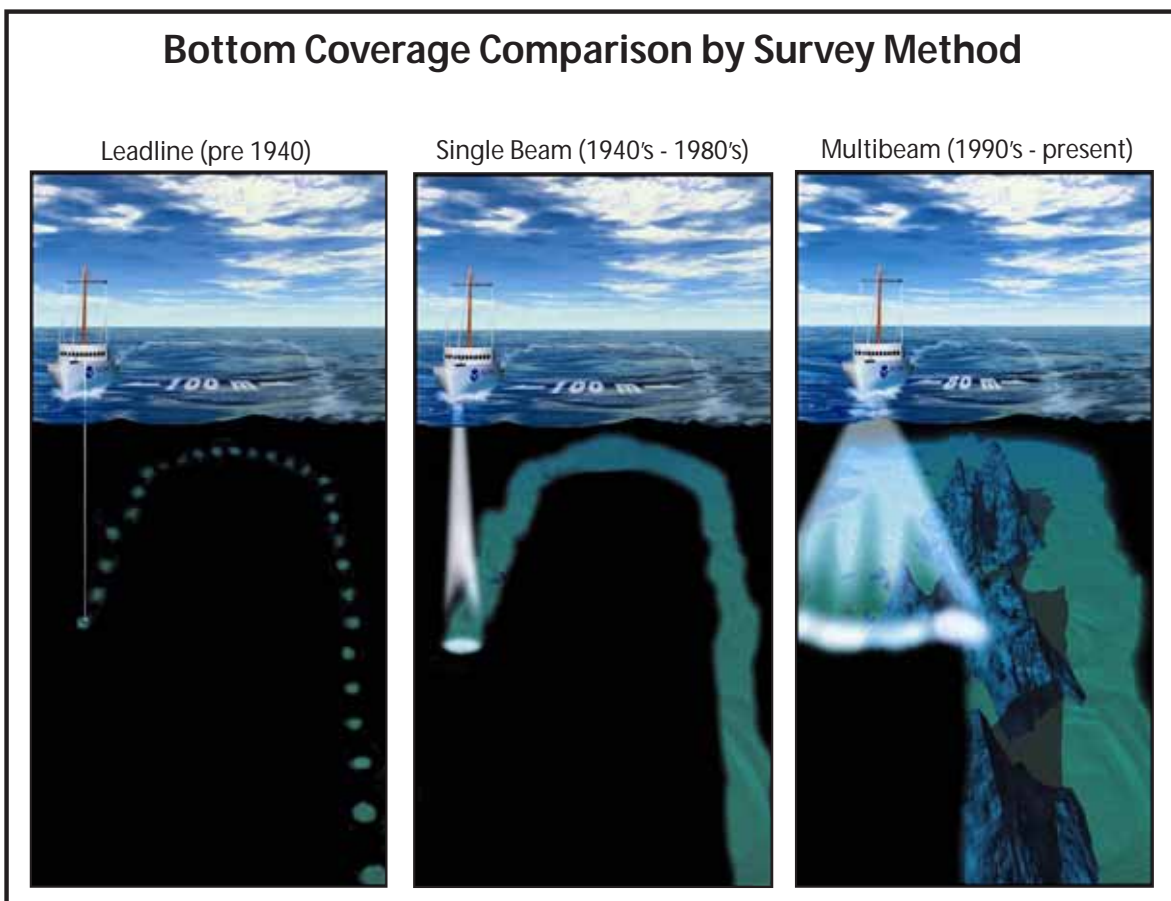 Bottom Coverage Comparison by Survey Method
Leadline (pre 1940)
Single Beam (1940's - 1980's)
Multibeam (1990's - present)
100 m
100 m
80 m